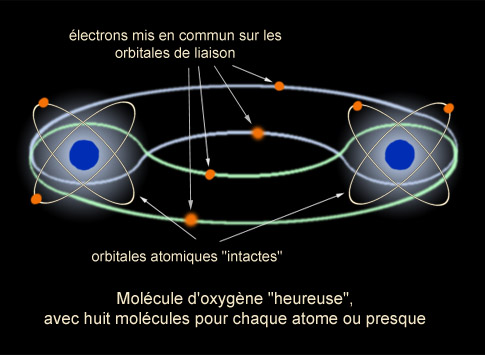 électrons mis en commun sur les
orbitales de liaison
orbitales atomiques "intactes"
Molécule d'oxygène "heureuse",
avec huit molécules pour chaque atome ou presque